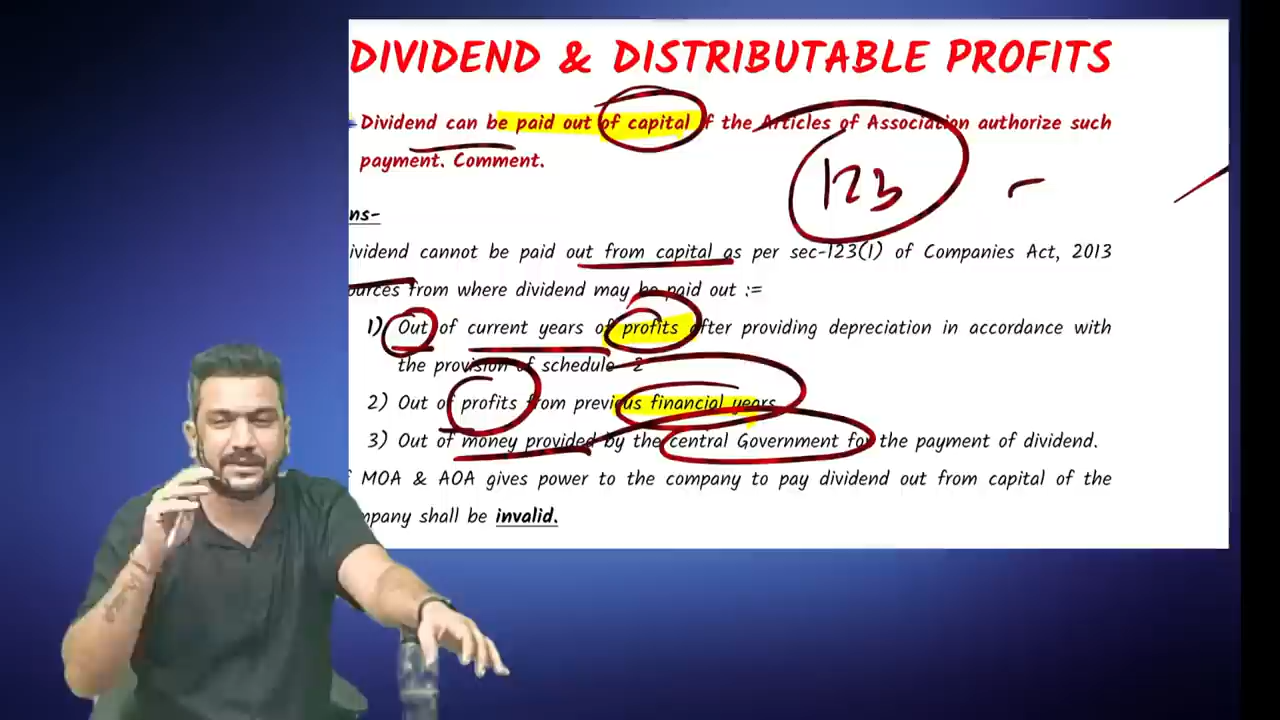 DIVIDEND & DISTRIBUTABLE PROFITS
Dividend can be paid out of capital if the Articles of Association authorize such
payment. Comment.
123
ns-
ividend cannot be paid out from capital as per sec-123(1) of Companies Act, 2013
ources from where dividend may be paid out :=
1) Out of current years of profits after providing depreciation in accordance with
the provision of schedule- 2
2) Out of profits from previous financial years
3) Out of money provided by the central Government for the payment of dividend.
f MOA & AOA gives power to the company to pay dividend out from capital of the
mpany shall be invalid.